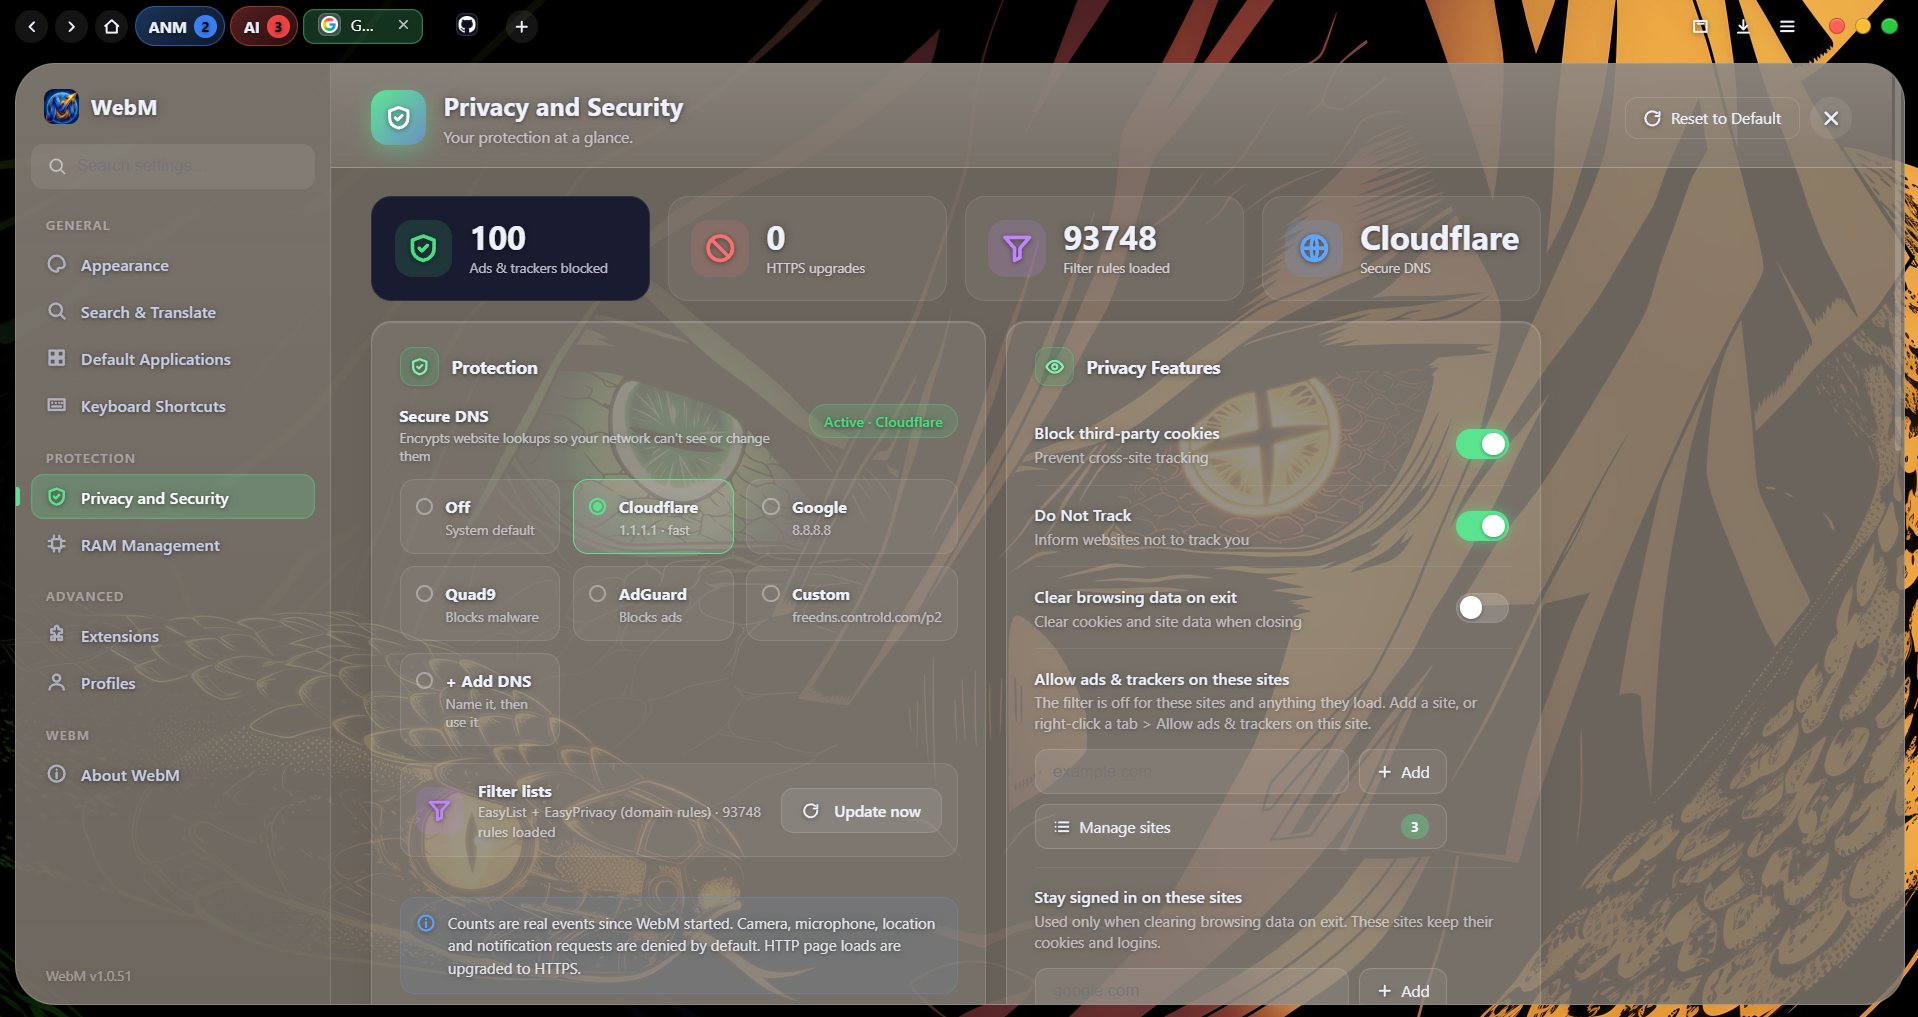 ANM 2
AI 3
G...
WebM
Search settings...
GENERAL
Appearance
Search & Translate
Default Applications
Keyboard Shortcuts
PROTECTION
Privacy and Security
RAM Management
ADVANCED
Extensions
Profiles
WEBM
About WebM
WebM v1.0.51
Privacy and Security
Your protection at a glance.
Reset to Default
100
Ads & trackers blocked
0
HTTPS upgrades
93748
Filter rules loaded
Cloudflare
Secure DNS
Protection
Secure DNS
Encrypts website lookups so your network can't see or change
them
Active · Cloudflare
Off
System default
Cloudflare
1.1.1.1 · fast
Google
8.8.8.8
Quad9
Blocks malware
AdGuard
Blocks ads
Custom
freedns.controld.com/p2
+ Add DNS
Name it, then
use it
Filter lists
EasyList + EasyPrivacy (domain rules) · 93748
rules loaded
Update now
Counts are real events since WebM started. Camera, microphone, location
and notification requests are denied by default. HTTP page loads are
upgraded to HTTPS.
Privacy Features
Block third-party cookies
Prevent cross-site tracking
Do Not Track
Inform websites not to track you
Clear browsing data on exit
Clear cookies and site data when closing
Allow ads & trackers on these sites
The filter is off for these sites and anything they load. Add a site, or
right-click a tab > Allow ads & trackers on this site.
example.com
+ Add
Manage sites
3
Stay signed in on these sites
Used only when clearing browsing data on exit. These sites keep their
cookies and logins.
google.com
+ Add